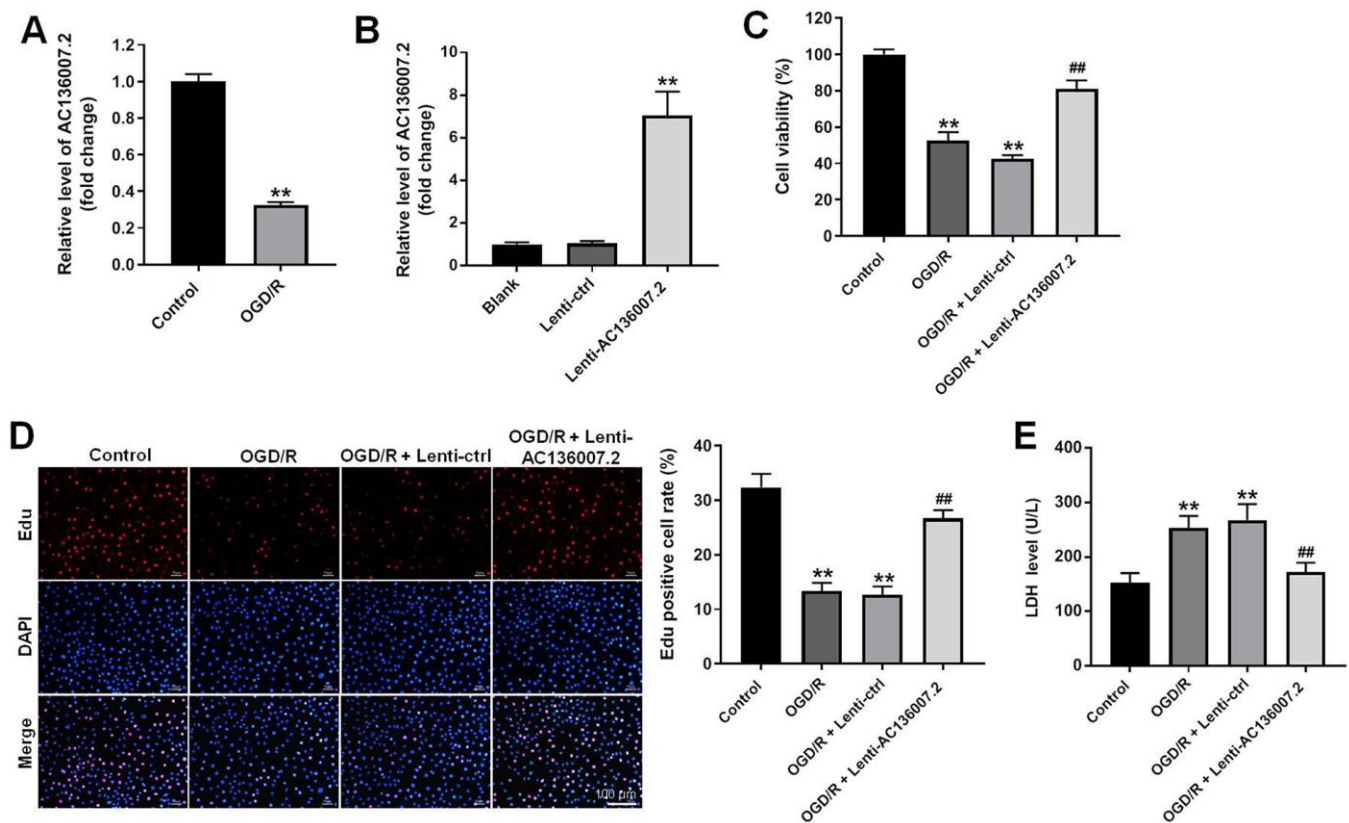 A
Relative level of AC136007.2
(fold change)
1.2
1.0
0.8
0.6
0.4
0.2
0.0
**
Control
OGD/R
B
Relative level of AC136007.2
(fold change)
10
8
6
4
2
0
**
Blank
Lenti-ctrl
Lenti-AC136007.2
C
Cell viability (%)
120
100
80
60
40
20
0
**
**
##
Control
OGD/R
OGD/R + Lenti-ctrl
OGD/R + Lenti-AC136007.2
D
Control
OGD/R
OGD/R + Lenti-ctrl
OGD/R + Lenti-
AC136007.2
Edu
DAPI
Merge
100 μm
Edu positive cell rate (%)
40
30
20
10
0
**
**
##
Control
OGD/R
OGD/R + Lenti-ctrl
OGD/R + Lenti-AC136007.2
E
LDH level (U/L)
400
300
200
100
0
**
**
##
Control
OGD/R
OGD/R + Lenti-ctrl
OGD/R + Lenti-AC136007.2